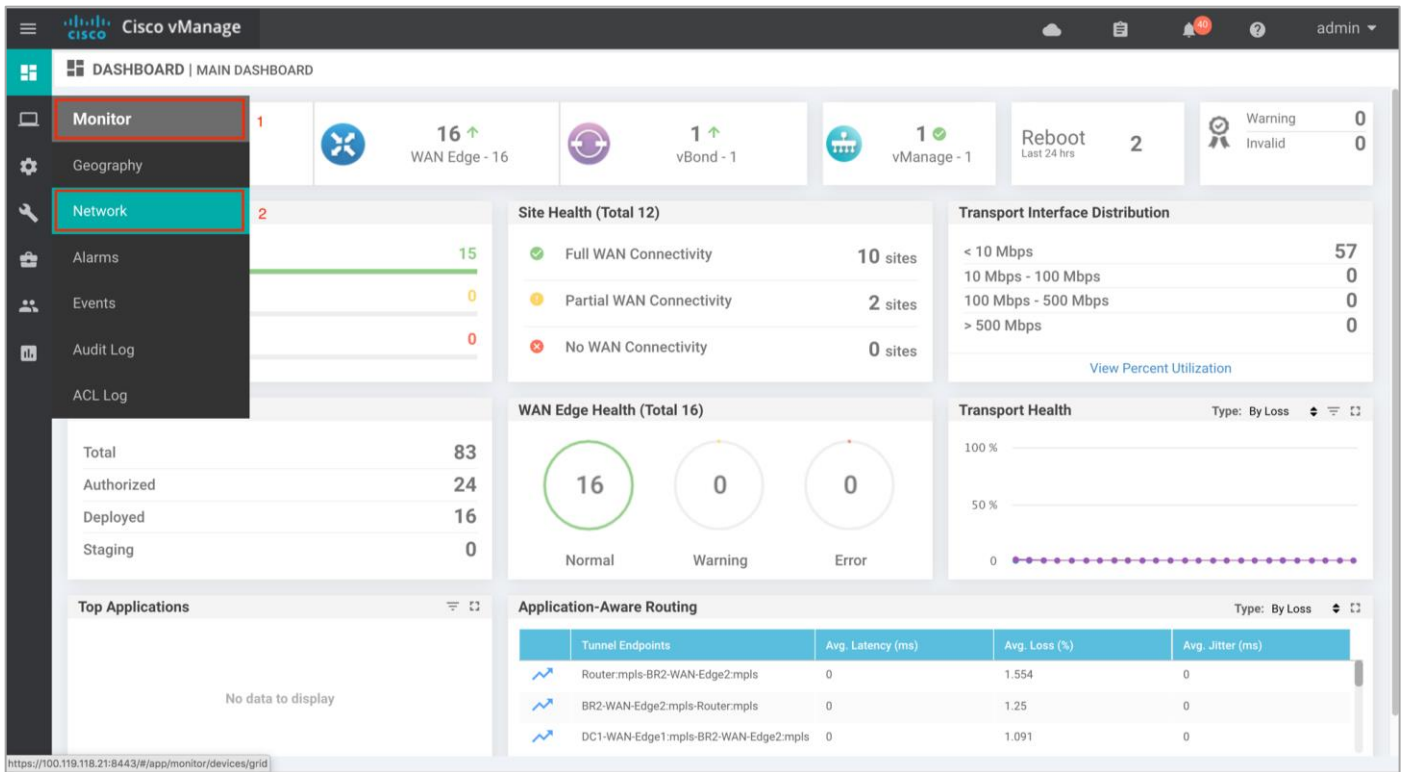 CISCO Cisco vManage 40 admin
DASHBOARD | MAIN DASHBOARD
Monitor 1
Geography
Network 2
Alarms
Events
Audit Log
ACL Log
16
WAN Edge - 16
1
vBond - 1
1
vManage - 1
Reboot
Last 24 hrs
2
Warning 0
Invalid 0
15
0
0
Site Health (Total 12)
Full WAN Connectivity 10 sites
Partial WAN Connectivity 2 sites
No WAN Connectivity 0 sites
Transport Interface Distribution
< 10 Mbps 57
10 Mbps - 100 Mbps 0
100 Mbps - 500 Mbps 0
> 500 Mbps 0
View Percent Utilization
Total 83
Authorized 24
Deployed 16
Staging 0
WAN Edge Health (Total 16)
16 0 0
Normal Warning Error
Transport Health Type: By Loss
100 %
50 %
0
Top Applications
No data to display
Application-Aware Routing Type: By Loss
Tunnel Endpoints Avg. Latency (ms) Avg. Loss (%) Avg. Jitter (ms)
Router:mpls-BR2-WAN-Edge2:mpls 0 1.554 0
BR2-WAN-Edge2:mpls-Router:mpls 0 1.25 0
DC1-WAN-Edge1:mpls-BR2-WAN-Edge2:mpls 0 1.091 0
https://100.119.118.21:8443/#/app/monitor/devices/grid